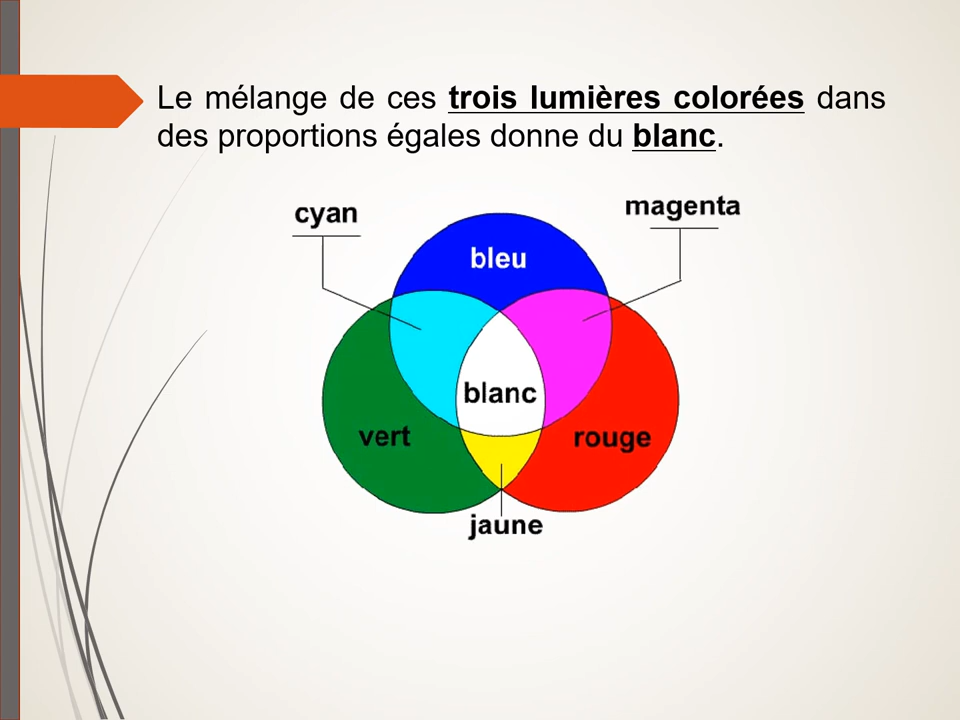 Le mélange de ces trois lumières colorées dans
des proportions égales donne du blanc.
cyan
magenta
bleu
blanc
vert
rouge
jaune